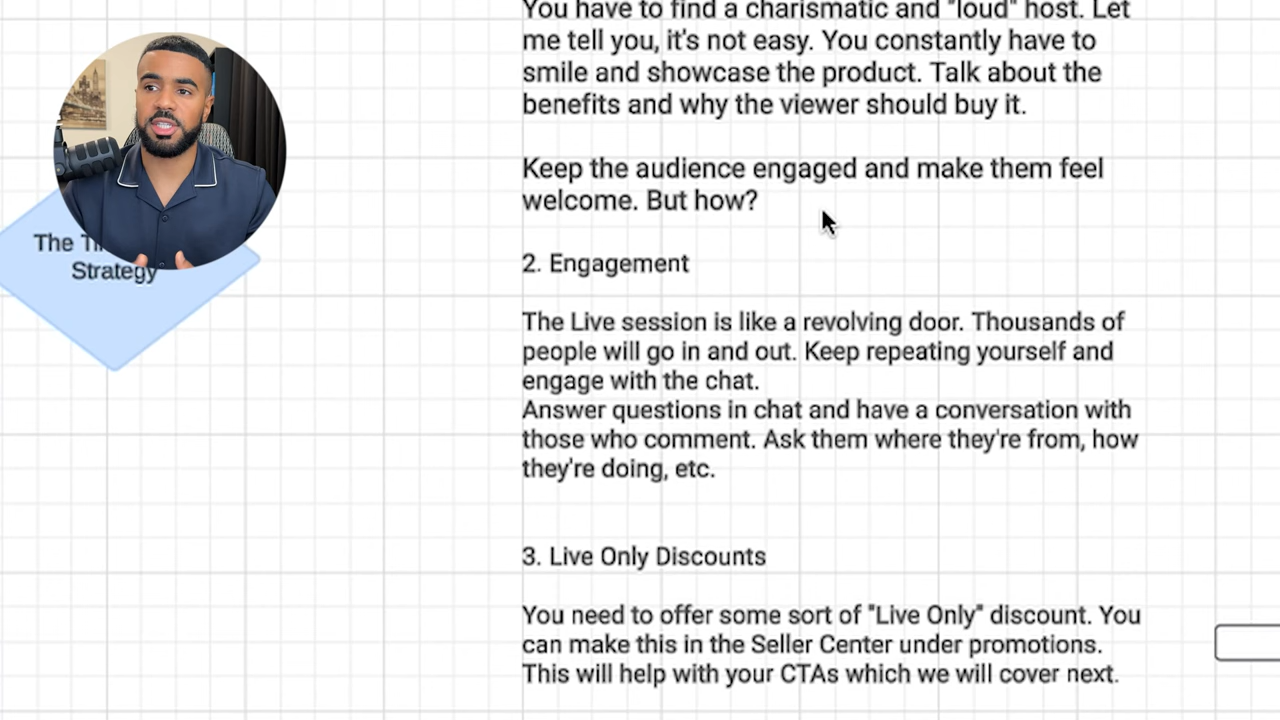 You have to find a charismatic and "loud" host. Let
me tell you, it's not easy. You constantly have to
smile and showcase the product. Talk about the
benefits and why the viewer should buy it.
Keep the audience engaged and make them feel
welcome. But how?
The
Strategy
2. Engagement
The Live session is like a revolving door. Thousands of
people will go in and out. Keep repeating yourself and
engage with the chat.
Answer questions in chat and have a conversation with
those who comment. Ask them where they're from, how
they're doing, etc.
3. Live Only Discounts
You need to offer some sort of "Live Only" discount. You
can make this in the Seller Center under promotions.
This will help with your CTAs which we will cover next.